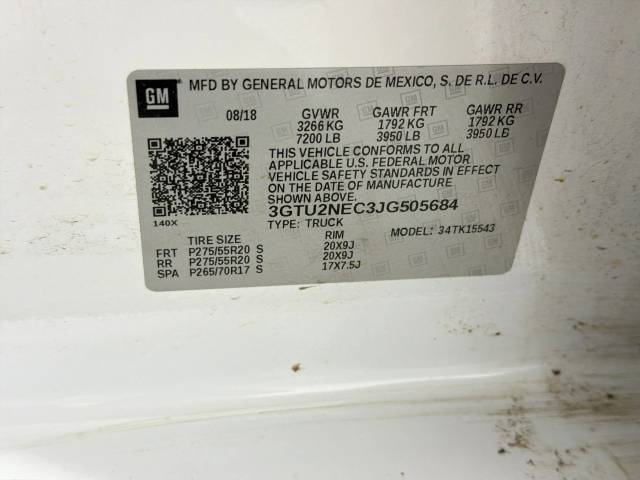 GM MFD BY GENERAL MOTORS DE MEXICO, S. DE R.L. DE C.V.
08/18 GVWR GAWR FRT GAWR RR
3266 KG 1792 KG 1792 KG
7200 LB 3950 LB 3950 LB
THIS VEHICLE CONFORMS TO ALL
APPLICABLE U.S. FEDERAL MOTOR
VEHICLE SAFETY STANDARDS IN EFFECT
ON THE DATE OF MANUFACTURE
SHOWN ABOVE.
3GTU2NEC3JG505684
140X TYPE: TRUCK MODEL: 34TK15543
TIRE SIZE RIM
FRT P275/55R20 S 20X9J
RR P275/55R20 S 20X9J
SPA P265/70R17 S 17X7.5J